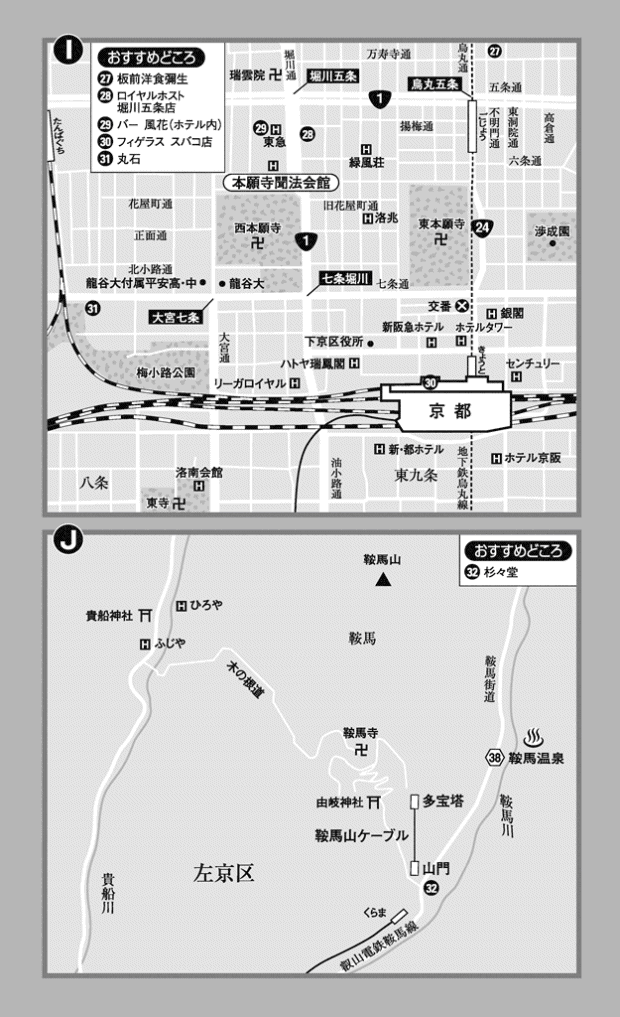 I
おすすめどころ
27 板前洋食彌生
28 ロイヤルホスト
堀川五条店
29 バー 風花(ホテル内)
30 フィゲラス スバコ店
31 丸石
瑞雲院
堀川通
万寿寺通
烏丸通
27
堀川五条
烏丸五条
五条通
1
たんばぐち
ごじょう
不明門通
東洞院通
高倉通
29 H
東急
28
揚梅通
H
緑風荘
六条通
H
本願寺聞法会館
花屋町通
旧花屋町通
H 洛兆
西本願寺
東本願寺
24
渉成園
正面通
1
北小路通
龍谷大付属平安高・中
龍谷大
七条堀川
七条通
31
大宮七条
交番
H 銀閣
新阪急ホテル
H
ホテルタワー
H
大宮通
下京区役所
きょうと
梅小路公園
ハトヤ瑞鳳閣 H
センチュリー
H
リーガロイヤル H
30
京都
八条
洛南会館
H
東寺
油小路通
H 新・都ホテル
東九条
地下鉄烏丸線
H ホテル京阪
J
おすすめどころ
32 杉々堂
鞍馬山
貴船神社
H ひろや
H ふじや
鞍馬
木の根道
鞍馬街道
鞍馬寺
38 鞍馬温泉
由岐神社
多宝塔
鞍馬川
鞍馬山ケーブル
左京区
山門
32
貴船川
くらま
叡山電鉄鞍馬線